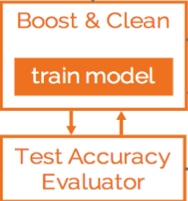 Boost & Clean
train model
Test Accuracy
Evaluator